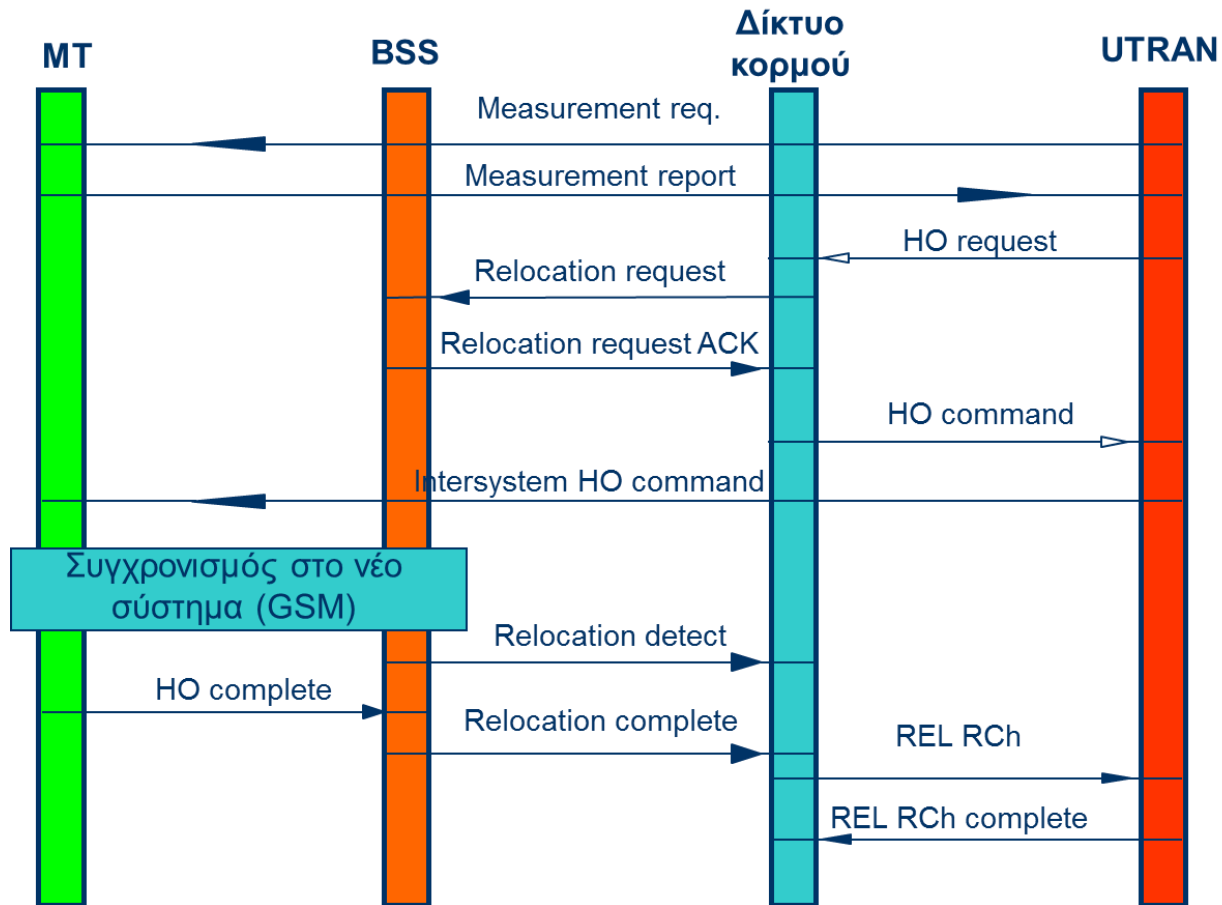 MT
BSS
Δίκτυο
κορμού
UTRAN
Measurement req.
Measurement report
HO request
Relocation request
Relocation request ACK
HO command
Intersystem HO command
Συγχρονισμός στο νέο
σύστημα (GSM)
Relocation detect
HO complete
Relocation complete
REL RCh
REL RCh complete